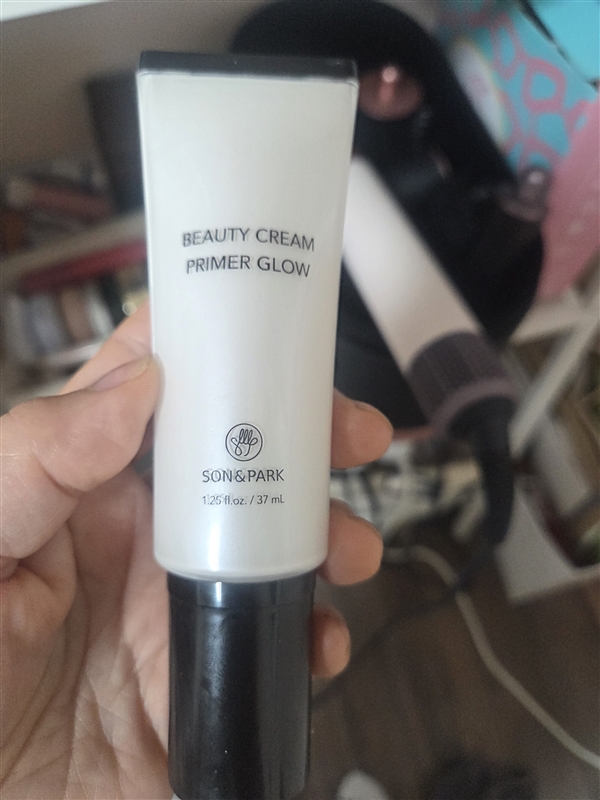 BEAUTY CREAM
PRIMER GLOW
SON&PARK
1.25 fl.oz. / 37 mL